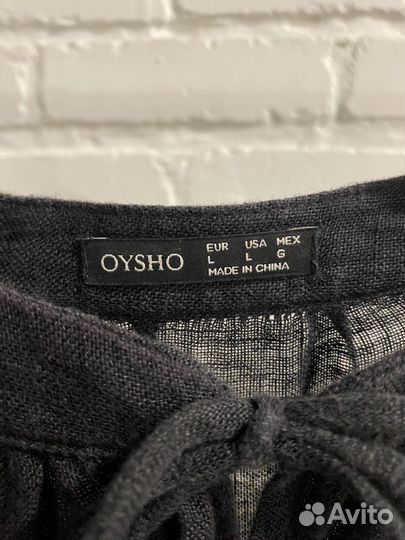 OYSHO
EUR USA MEX
L L G
MADE IN CHINA
Avito